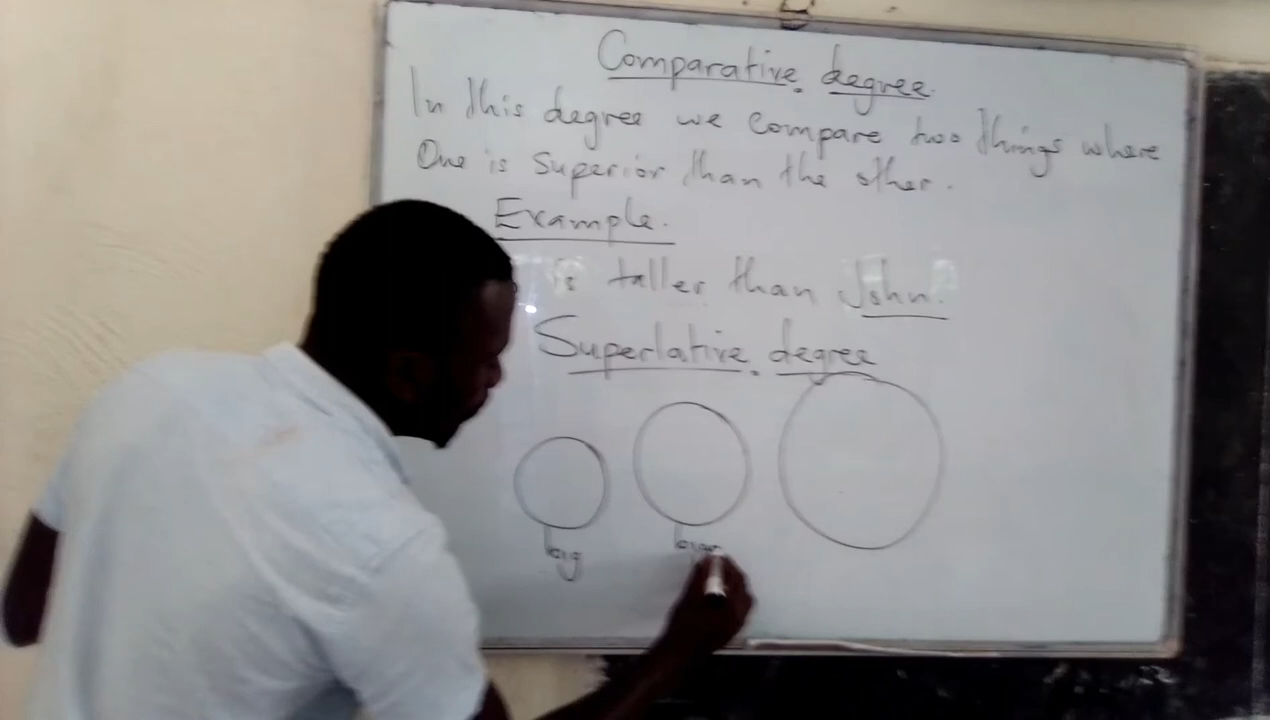 Comparative degree.
In this degree we compare two things where
One is superior than the other.
Example.
is taller than John.
Superlative degree
big